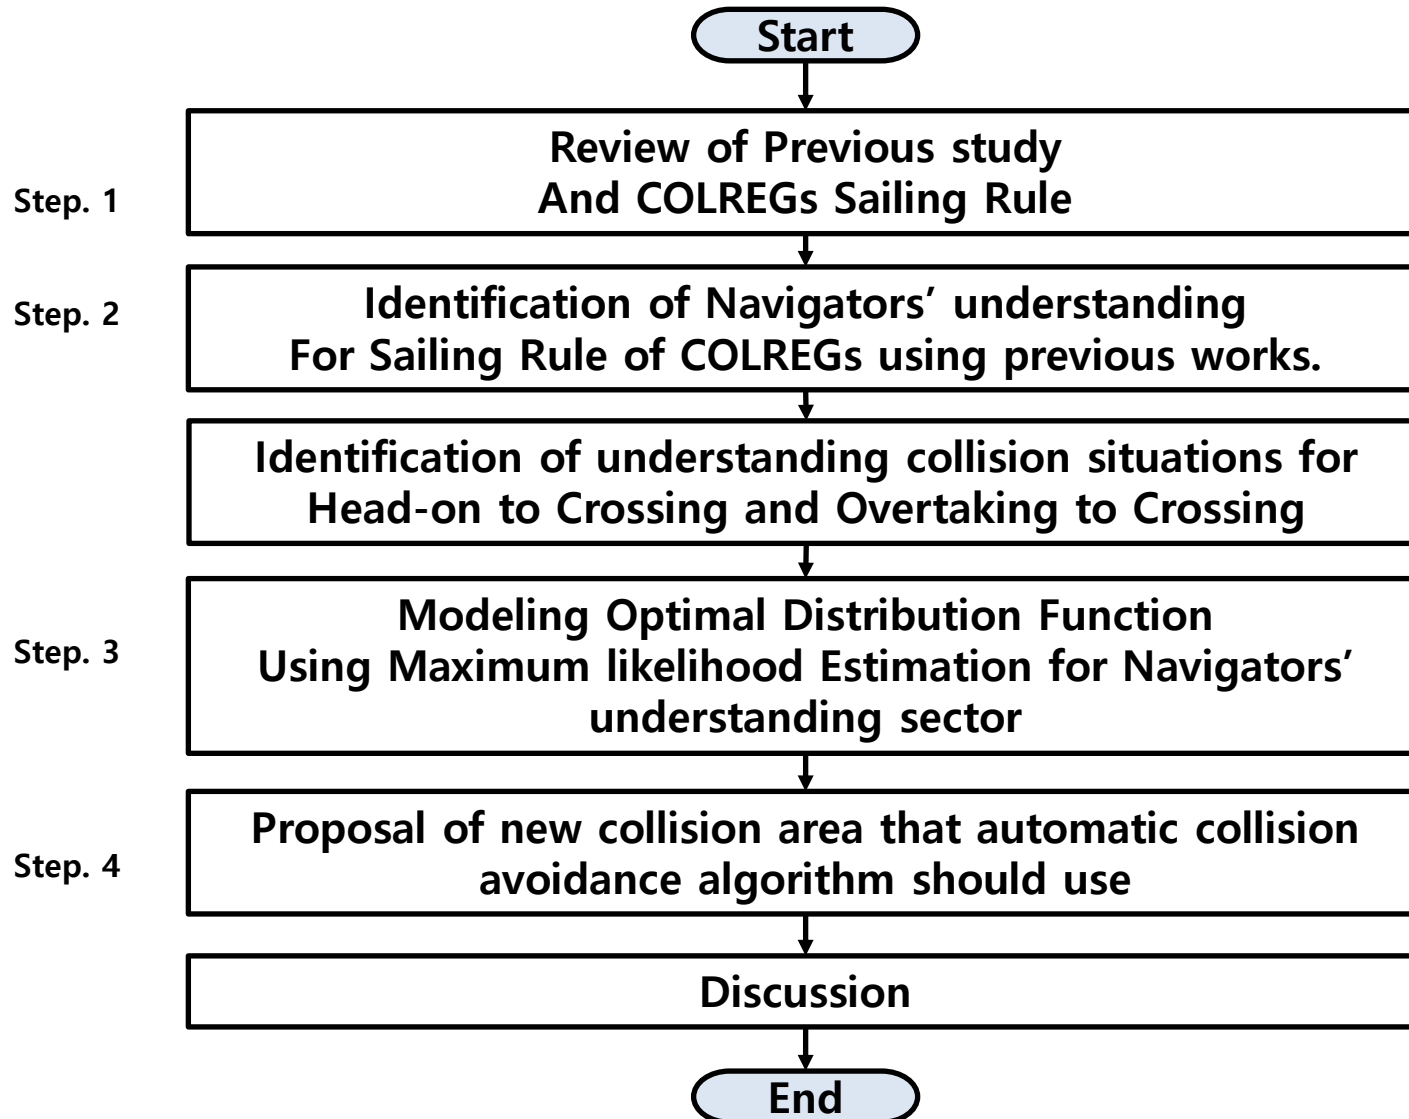 Start
Step. 1
Review of Previous study
And COLREGs Sailing Rule
Step. 2
Identification of Navigators’ understanding
For Sailing Rule of COLREGs using previous works.
Identification of understanding collision situations for
Head-on to Crossing and Overtaking to Crossing
Step. 3
Modeling Optimal Distribution Function
Using Maximum likelihood Estimation for Navigators’
understanding sector
Step. 4
Proposal of new collision area that automatic collision
avoidance algorithm should use
Discussion
End